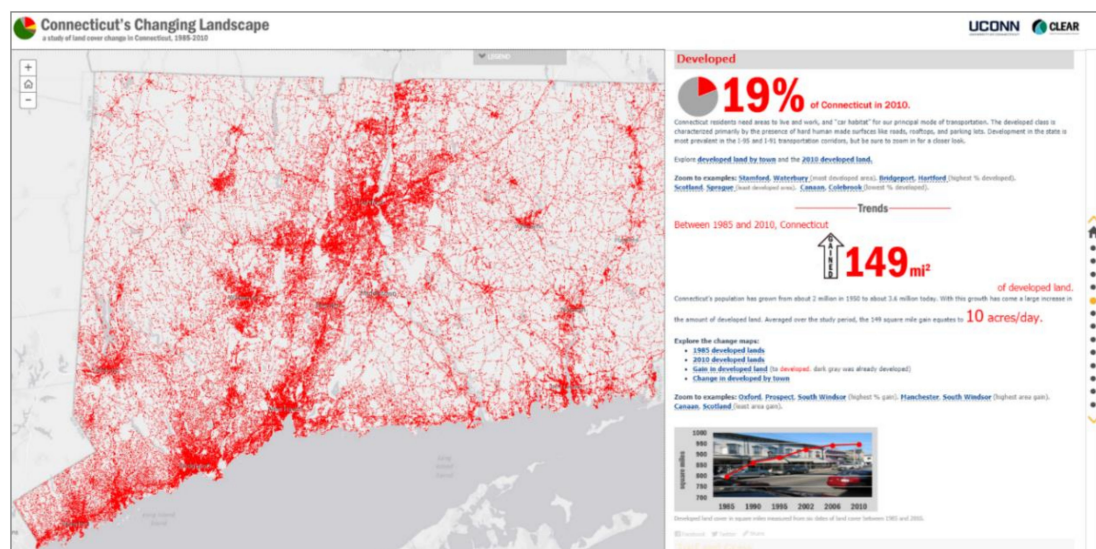 Connecticut's Changing Landscape
a study of land cover change in Connecticut, 1985-2010
UCONN
CLEAR
LEGEND
+
−
Developed
19% of Connecticut in 2010.
Connecticut residents need areas to live and work, and "car habitat" for our principal mode of transportation. The developed class is
characterized primarily by the presence of hard human made surfaces like roads, rooftops, and parking lots. Development in the state is
most prevalent in the I-95 and I-91 transportation corridors, but be sure to zoom in for a closer look.
Explore developed land by town and the 2010 developed land.
Zoom to examples: Stamford, Waterbury (most developed area). Bridgeport, Hartford (highest % developed).
Scotland, Sprague (least developed area). Canaan, Colebrook (lowest % developed).
Trends
Between 1985 and 2010, Connecticut
GAINED
149 mi²
of developed land.
Connecticut's population has grown from about 2 million in 1950 to about 3.6 million today. With this growth has come a large increase in
the amount of developed land. Averaged over the study period, the 149 square mile gain equates to 10 acres/day.
Explore the change maps:
• 1985 developed lands
• 2010 developed lands
• Gain in developed land (to developed. dark gray was already developed)
• Change in developed by town
Zoom to examples: Oxford, Prospect, South Windsor (highest % gain). Manchester, South Windsor (highest area gain).
Canaan, Scotland (least area gain).
square miles
1000
950
900
850
800
750
700
1985 1990 1995 2002 2006 2010
Developed land cover in square miles measured from six dates of land cover between 1985 and 2006.
Facebook Twitter Share